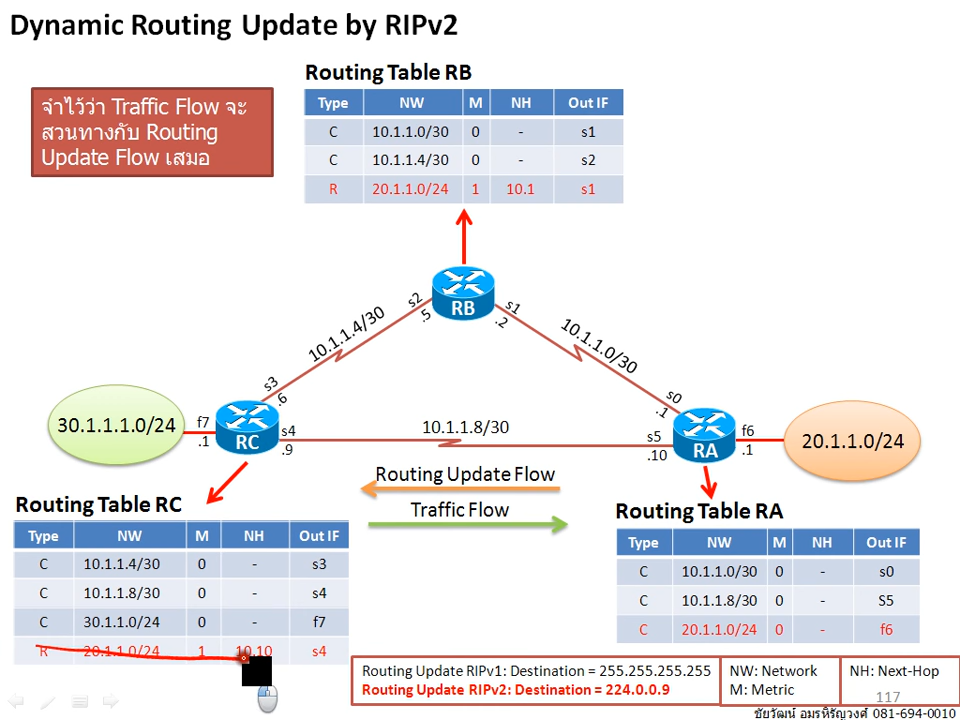 Dynamic Routing Update by RIPv2
Routing Table RB
Type NW M NH Out IF
C 10.1.1.0/30 0 - s1
C 10.1.1.4/30 0 - s2
R 20.1.1.0/24 1 10.1 s1
จำไว้ว่า Traffic Flow จะ
สวนทางกับ Routing
Update Flow เสมอ
RB
s2
.5
s1
.2
10.1.1.4/30
10.1.1.0/30
s3
.6
s0
.1
30.1.1.1.0/24
f7
.1
RC
s4
.9
10.1.1.8/30
s5
.10
RA
f6
.1
20.1.1.0/24
Routing Update Flow
Traffic Flow
Routing Table RC
Type NW M NH Out IF
C 10.1.1.4/30 0 - s3
C 10.1.1.8/30 0 - s4
C 30.1.1.0/24 0 - f7
R 20.1.1.0/24 1 10.10 s4
Routing Table RA
Type NW M NH Out IF
C 10.1.1.0/30 0 - s0
C 10.1.1.8/30 0 - S5
C 20.1.1.0/24 0 - f6
Routing Update RIPv1: Destination = 255.255.255.255
Routing Update RIPv2: Destination = 224.0.0.9
NW: Network
M: Metric
NH: Next-Hop
117
ชัยวัฒน์ อมรหิรัญวงศ์ 081-694-0010